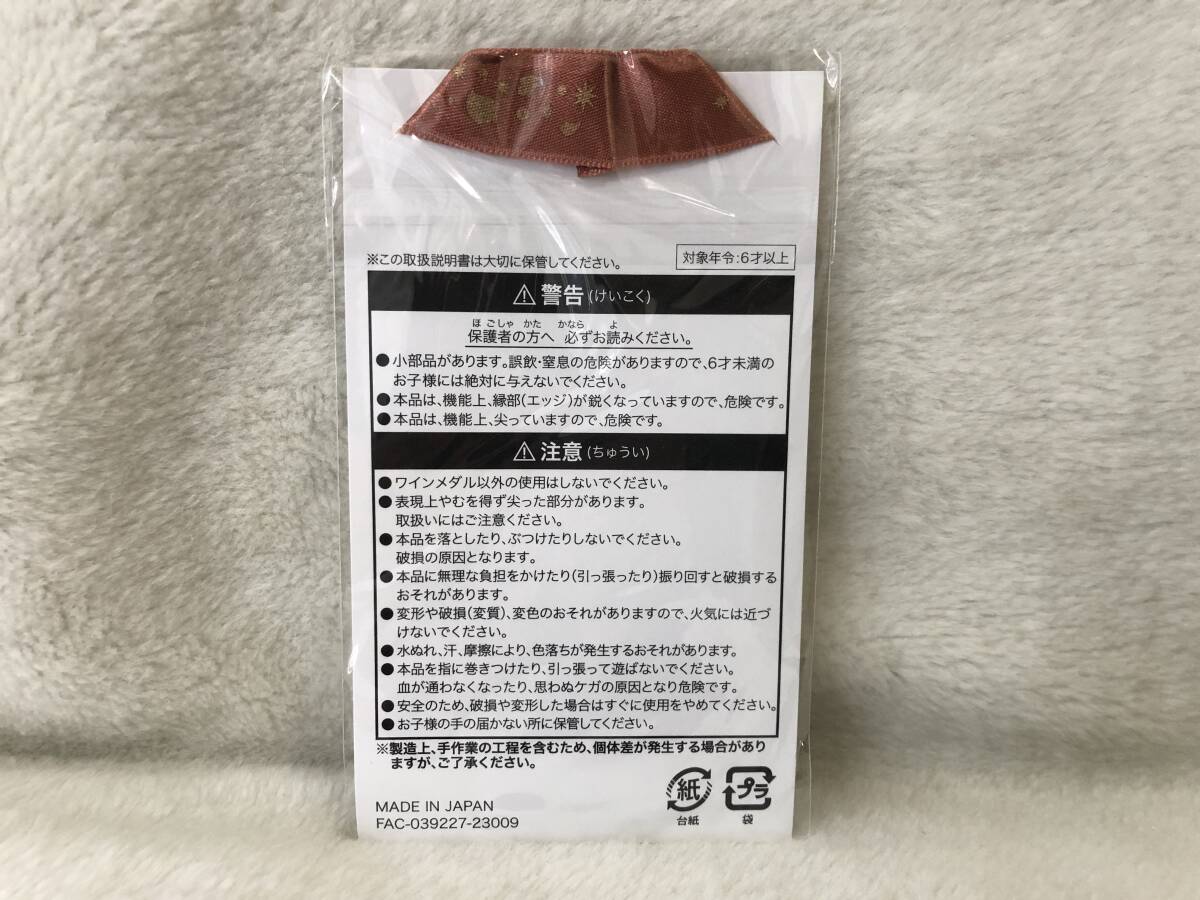 ※この取扱説明書は大切に保管してください。
対象年令:6才以上
⚠ 警告(けいこく)
ほごしゃ かた かなら よ
保護者の方へ 必ずお読みください。
●小部品があります。誤飲・窒息の危険がありますので、6才未満の
お子様には絶対に与えないでください。
●本品は、機能上、縁部(エッジ)が鋭くなっていますので、危険です。
●本品は、機能上、尖っていますので、危険です。
⚠ 注意(ちゅうい)
●ワインメダル以外の使用はしないでください。
●表現上やむを得ず尖った部分があります。
取扱いにはご注意ください。
●本品を落としたり、ぶつけたりしないでください。
破損の原因となります。
●本品に無理な負担をかけたり(引っ張ったり)振り回すと破損する
おそれがあります。
●変形や破損(変質)、変色のおそれがありますので、火気には近づ
けないでください。
●水ぬれ、汗、摩擦により、色落ちが発生するおそれがあります。
●本品を指に巻きつけたり、引っ張って遊ばないでください。
血が通わなくなったり、思わぬケガの原因となり危険です。
●安全のため、破損や変形した場合はすぐに使用をやめてください。
●お子様の手の届かない所に保管してください。
※製造上、手作業の工程を含むため、個体差が発生する場合があり
ますが、ご了承ください。
紙
プラ
台紙
袋
MADE IN JAPAN
FAC-039227-23009